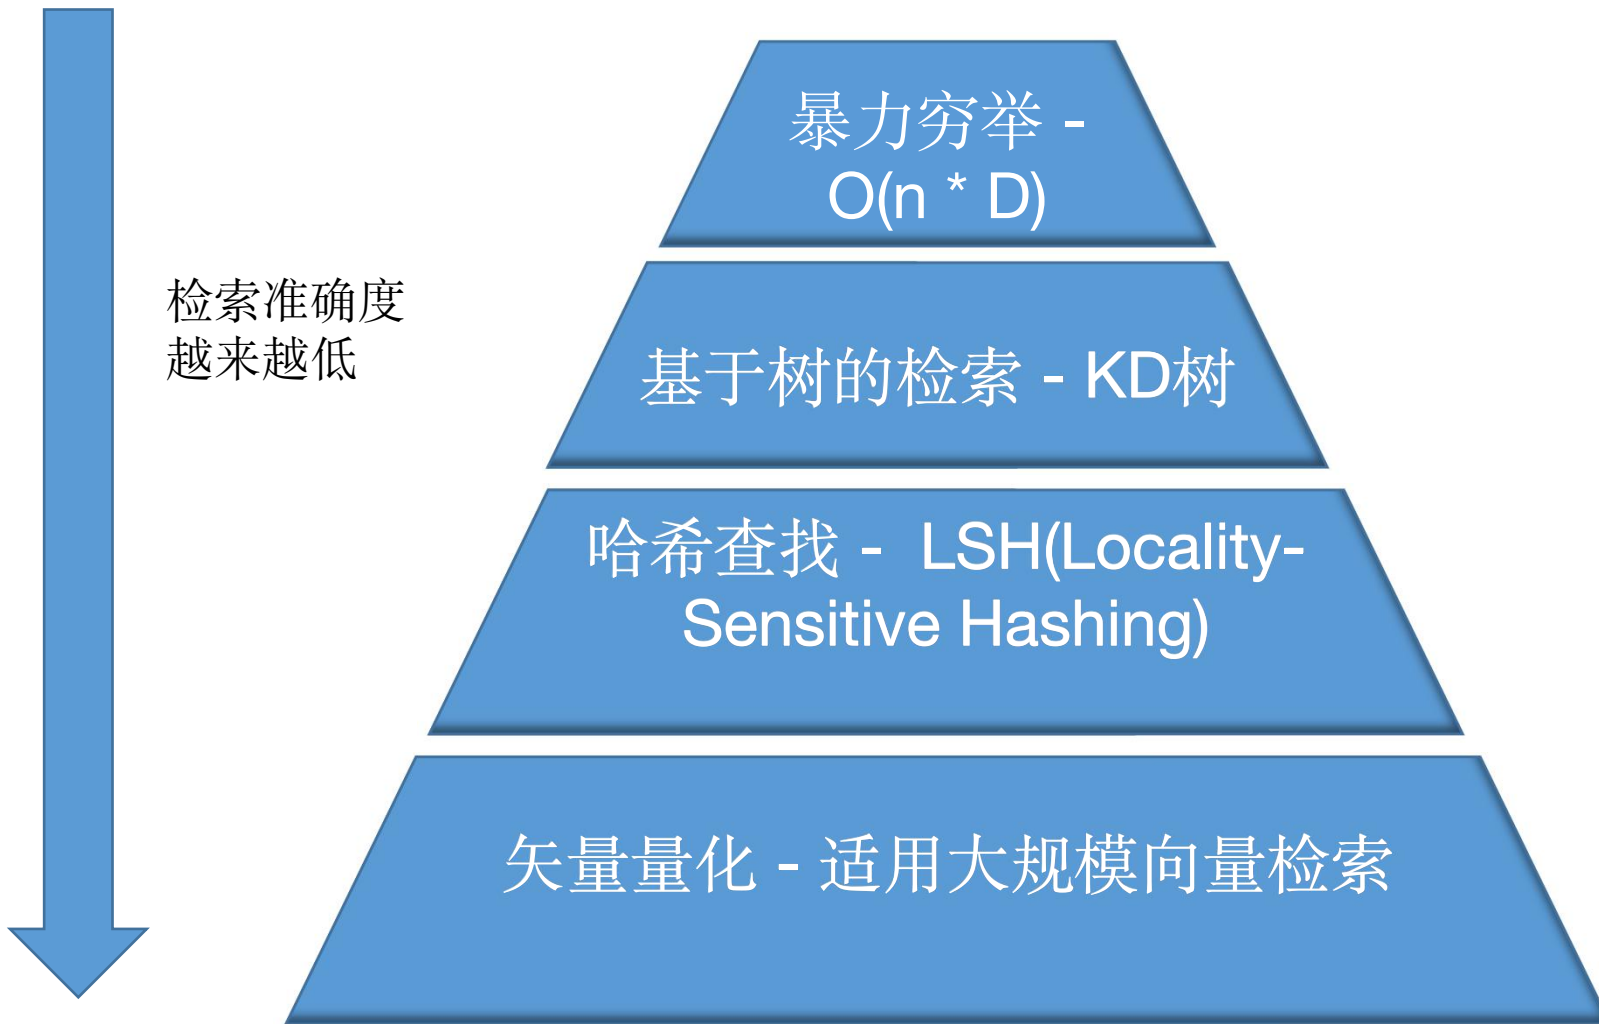 检索准确度
越来越低
暴力穷举 -
O(n * D)
基于树的检索 - KD树
哈希查找 - LSH(Locality-
Sensitive Hashing)
矢量量化 - 适用大规模向量检索